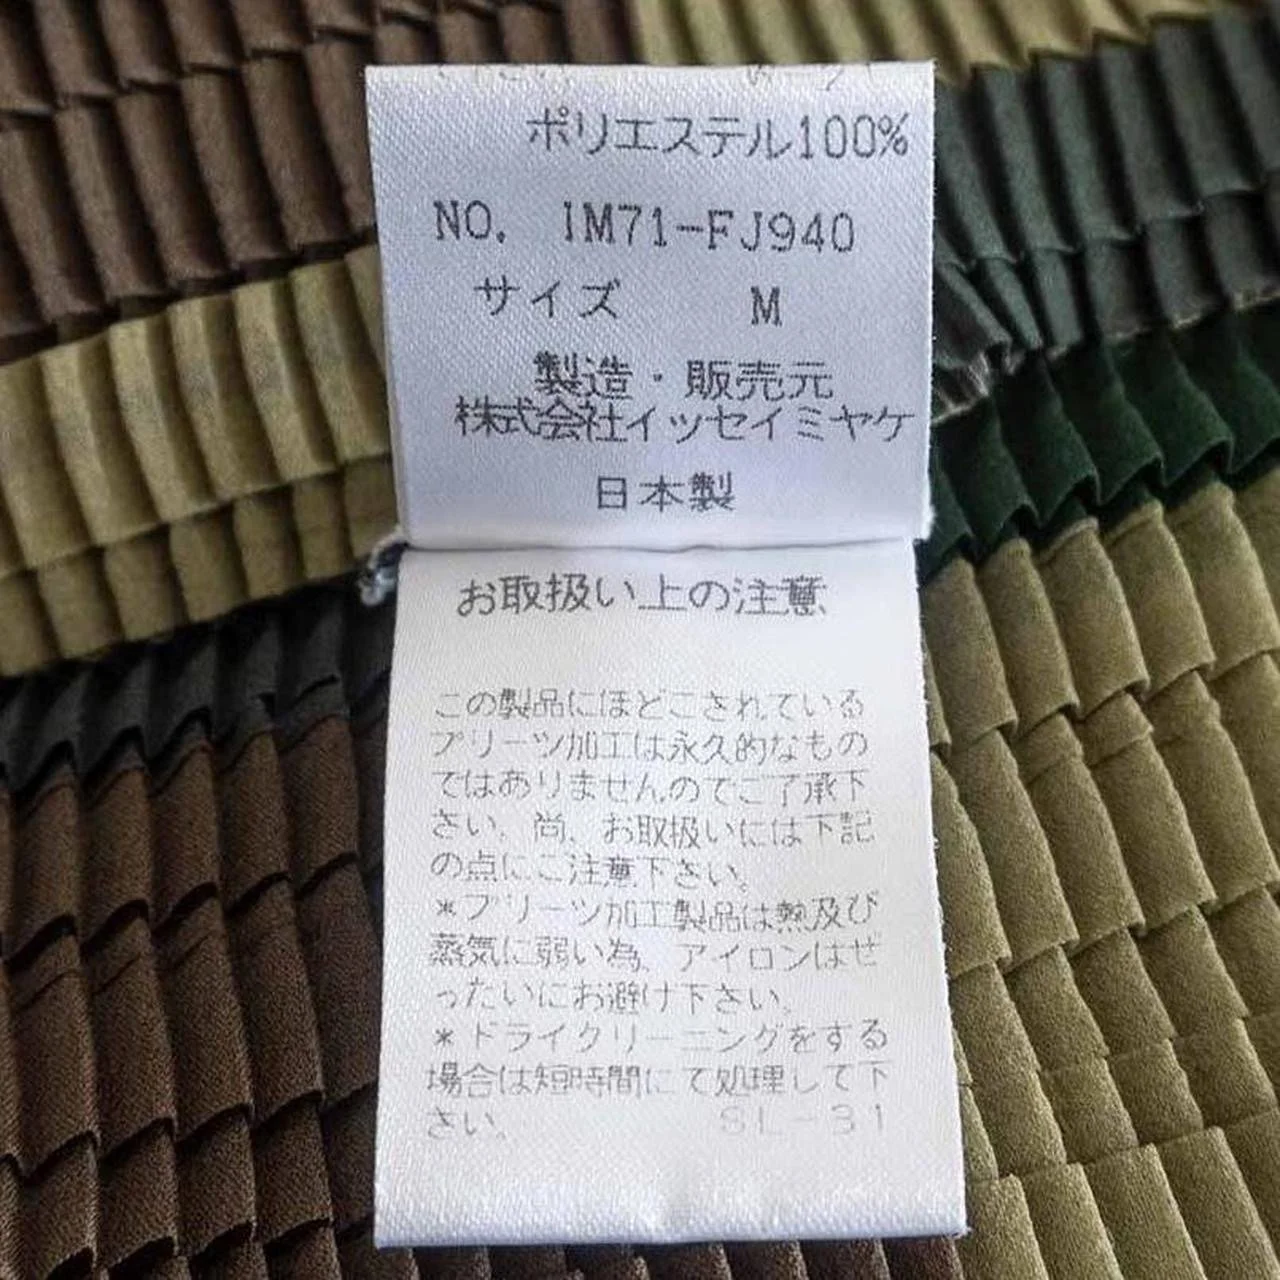 ポリエステル100%
NO. IM71-FJ940
サイズ M
製造・販売元
株式会社イッセイミヤケ
日本製
お取扱い上の注意
この製品にほどこされている
プリーツ加工は永久的なもの
ではありませんのでご了承下
さい。尚、お取扱いには下記
の点にご注意下さい。
*プリーツ加工製品は熱及び
蒸気に弱い為、アイロンはぜ
ったいにお避け下さい。
*ドライクリーニングをする
場合は短時間にて処理して下
さい。 SL-31